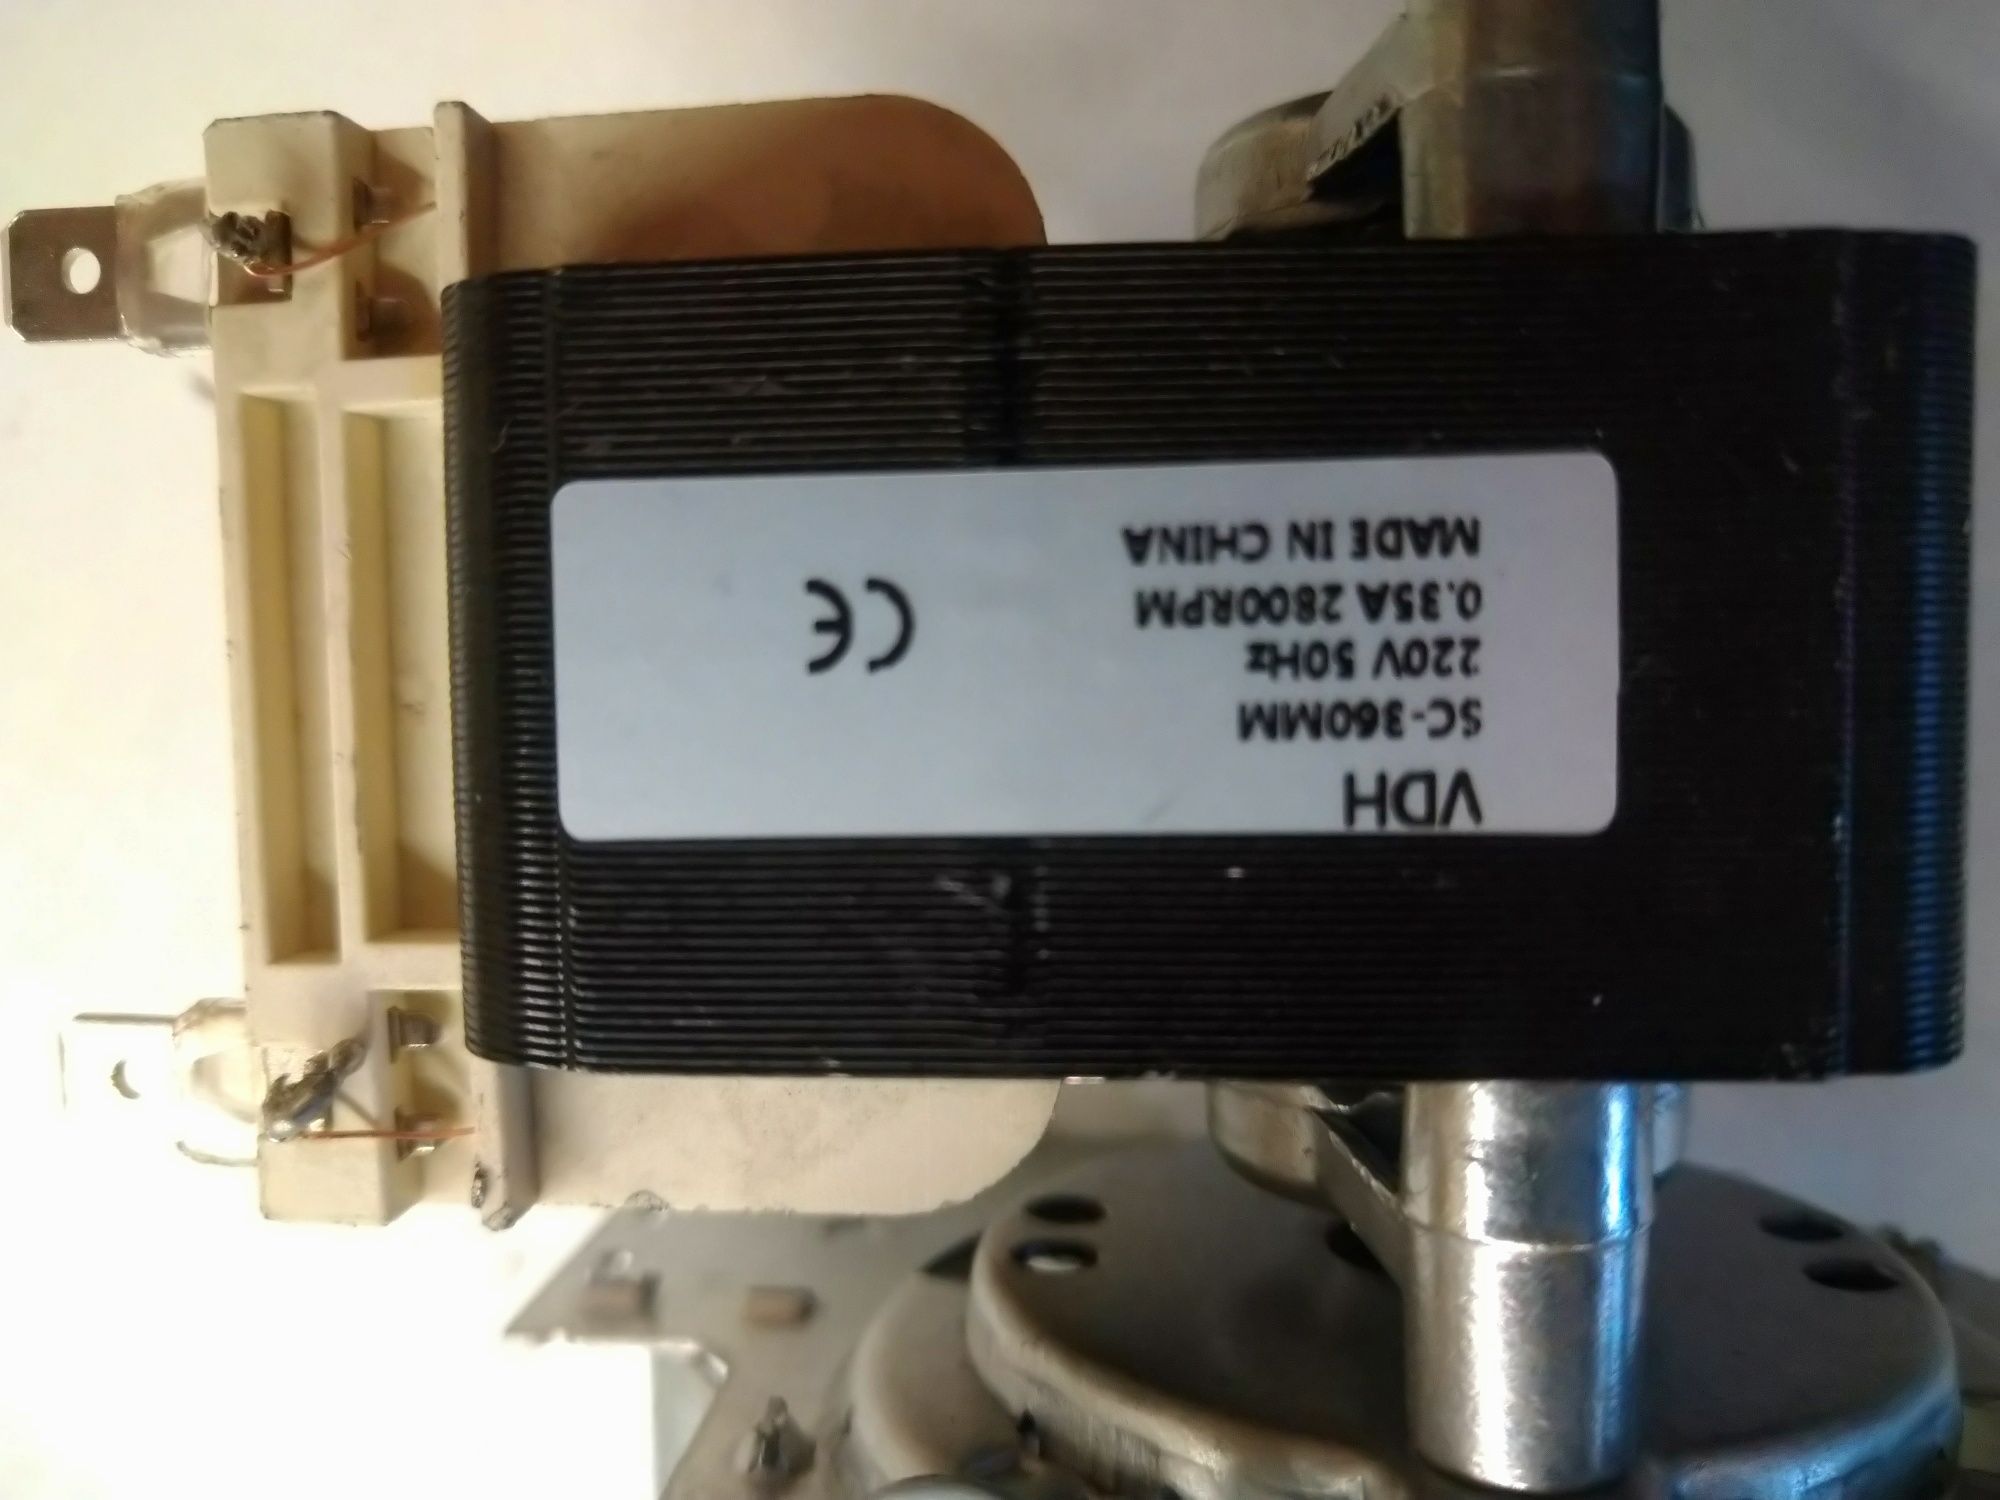 VDH
SC-360MM
220V 50Hz
0.35A 2800RPM
MADE IN CHINA
CE